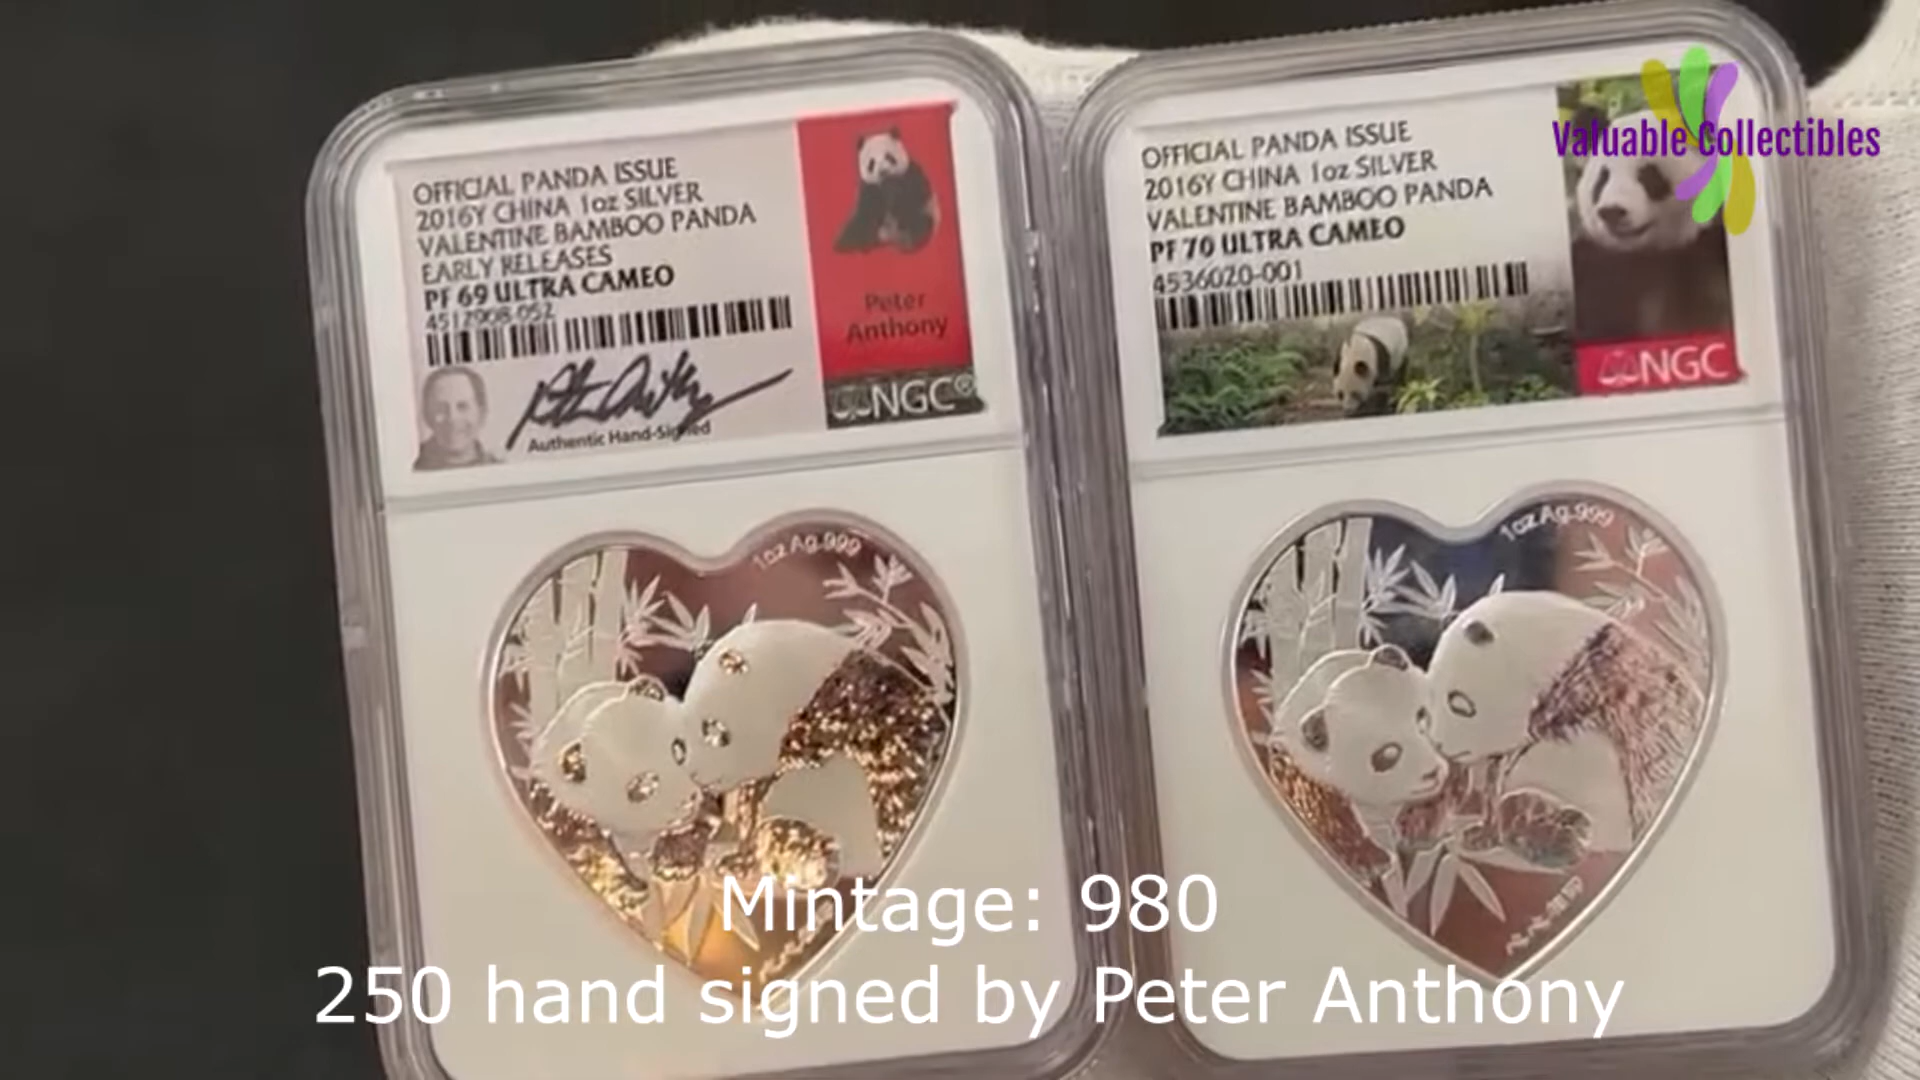 OFFICIAL PANDA ISSUE
2016Y CHINA 1oz SILVER
VALENTINE BAMBOO PANDA
EARLY RELEASES
PF 69 ULTRA CAMEO
4512908-052
Peter
Anthony
NGC®
Authentic Hand-Signed
1oz Ag.999
OFFICIAL PANDA ISSUE
2016Y CHINA 1oz SILVER
VALENTINE BAMBOO PANDA
PF 70 ULTRA CAMEO
4536020-001
NGC
1oz Ag.999
Valuable Collectibles
Mintage: 980
250 hand signed by Peter Anthony